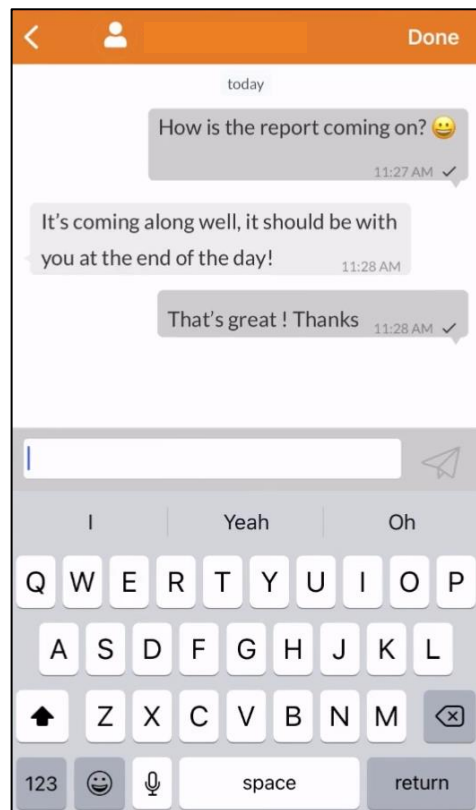 Done
today
How is the report coming on? 😀
11:27 AM ✓
It's coming along well, it should be with
you at the end of the day!
11:28 AM
That's great ! Thanks 11:28 AM ✓
I Yeah Oh
Q W E R T Y U I O P
A S D F G H J K L
Z X C V B N M
123 space return